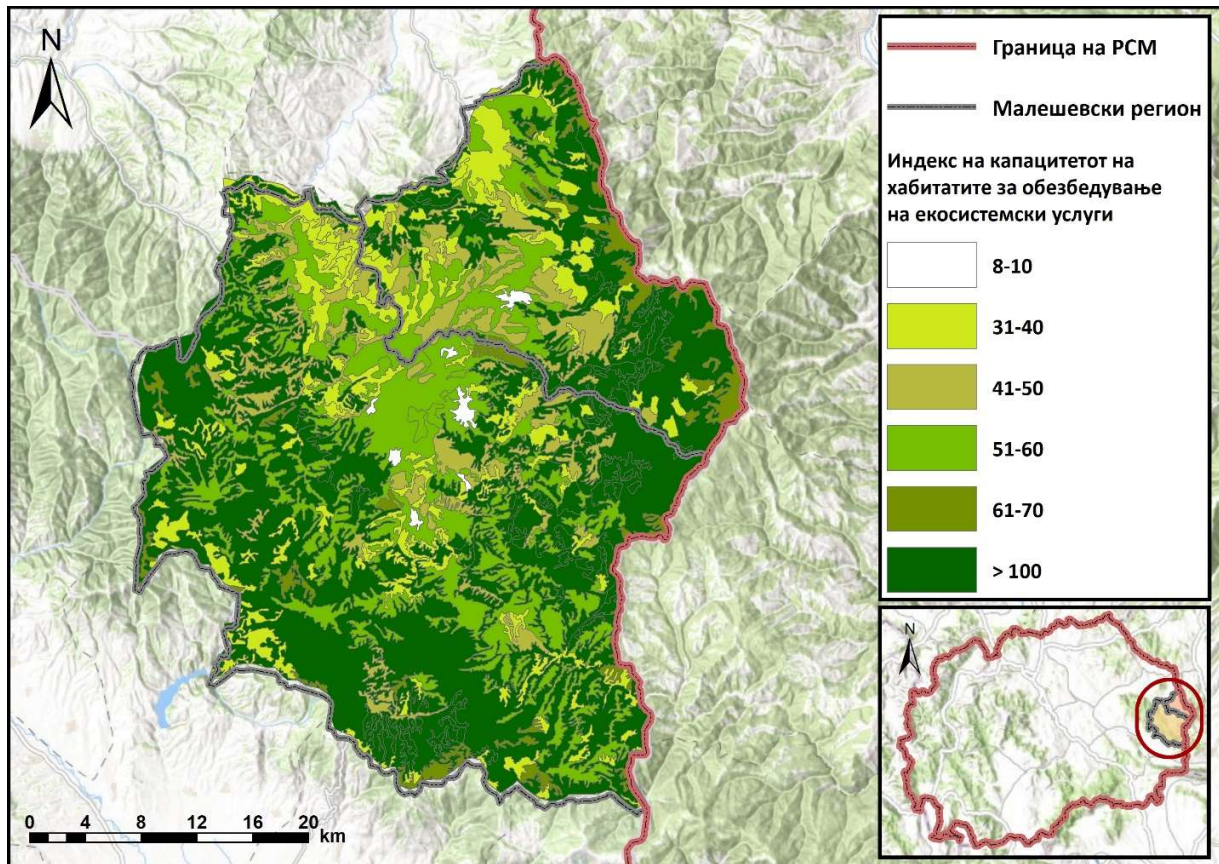 N
Граница на РСМ
Малешевски регион
Индекс на капацитетот на
хабитатите за обезбедување
на екосистемски услуги
8-10
31-40
41-50
51-60
61-70
> 100
N
0 4 8 12 16 20
km